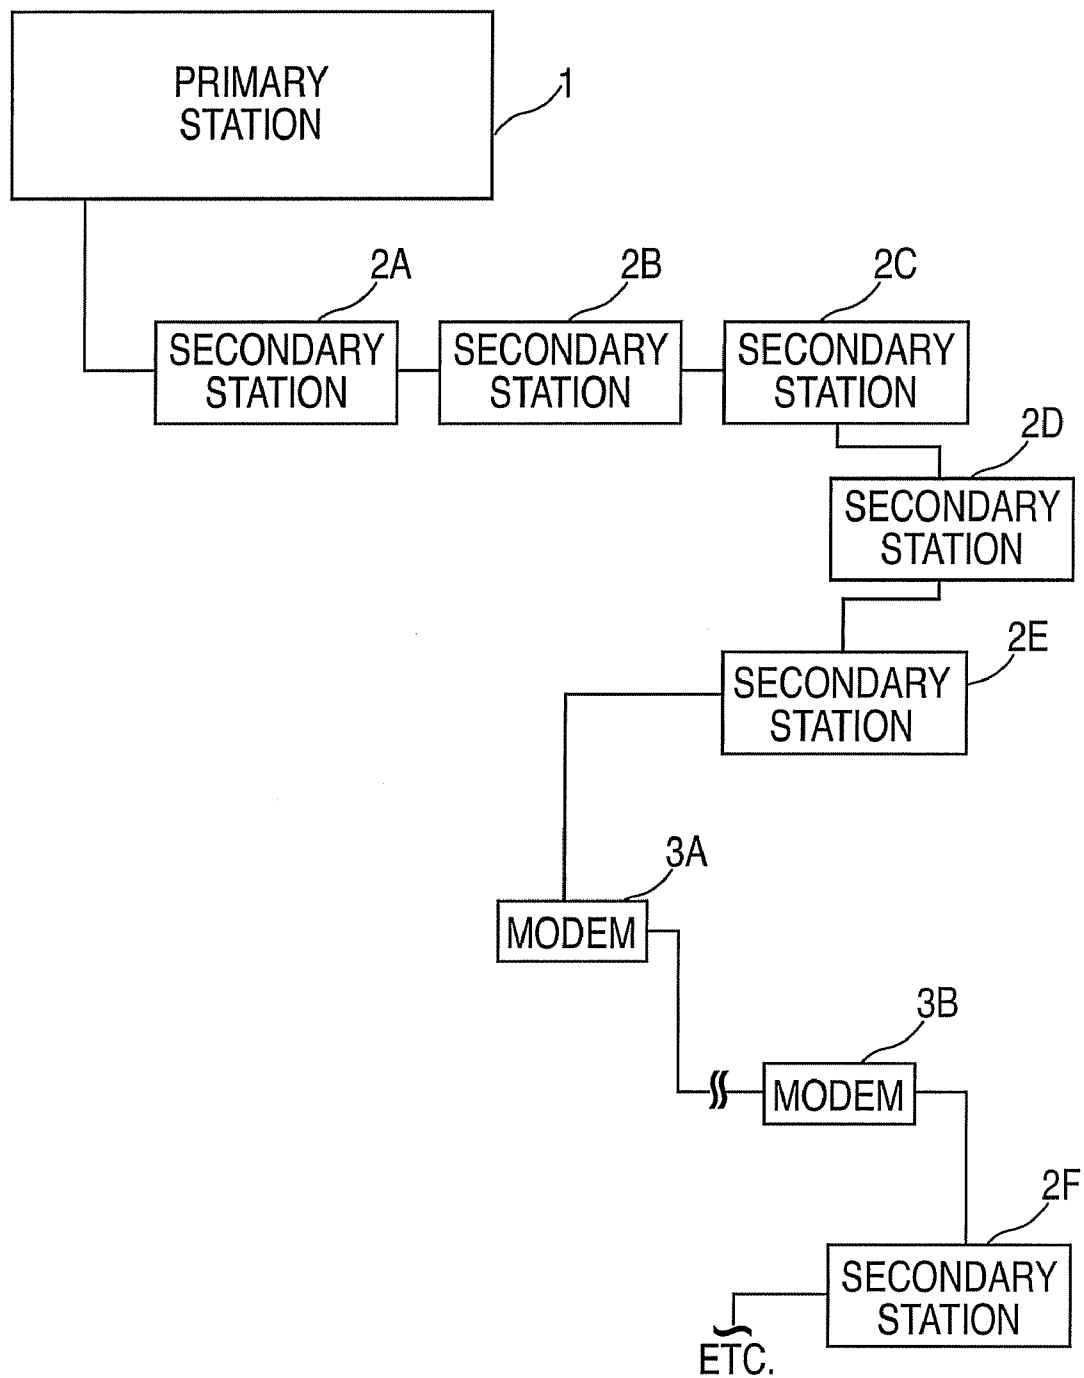 PRIMARY
STATION
1
2A
2B
2C
SECONDARY
STATION
SECONDARY
STATION
SECONDARY
STATION
2D
SECONDARY
STATION
2E
SECONDARY
STATION
3A
MODEM
3B
MODEM
2F
SECONDARY
STATION
ETC.